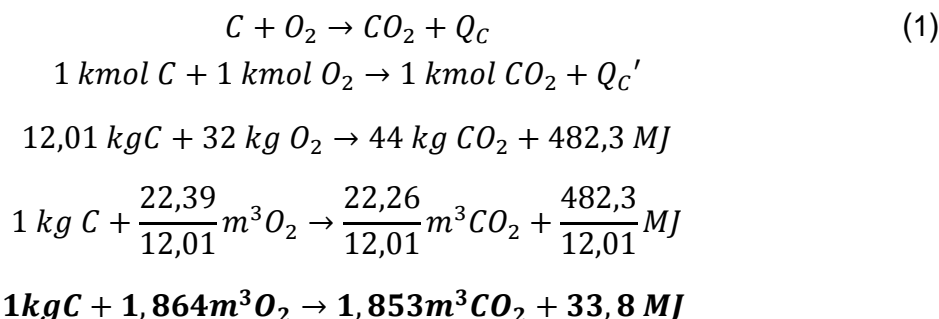 C + O₂ → CO₂ + Q_C (1)
1 kmol C + 1 kmol O₂ → 1 kmol CO₂ + Q_C′
12,01 kgC + 32 kg O₂ → 44 kg CO₂ + 482,3 MJ
1 kg C + 22,39/12,01 m³O₂ → 22,26/12,01 m³CO₂ + 482,3/12,01 MJ
1kgC + 1,864m³O₂ → 1,853m³CO₂ + 33,8 MJ